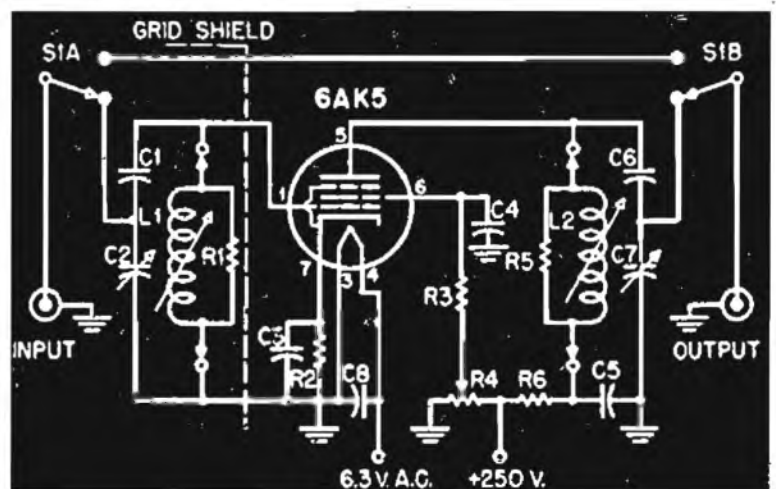 GRID SHIELD
S1A
S1B
6AK5
5
C1
C6
1
6
C4
L1
L2
C2
R1
R5
C7
7
3
4
R3
INPUT
C3
R2
C8
R4
R6
C5
OUTPUT
6.3 V. A.C.
+250 V.